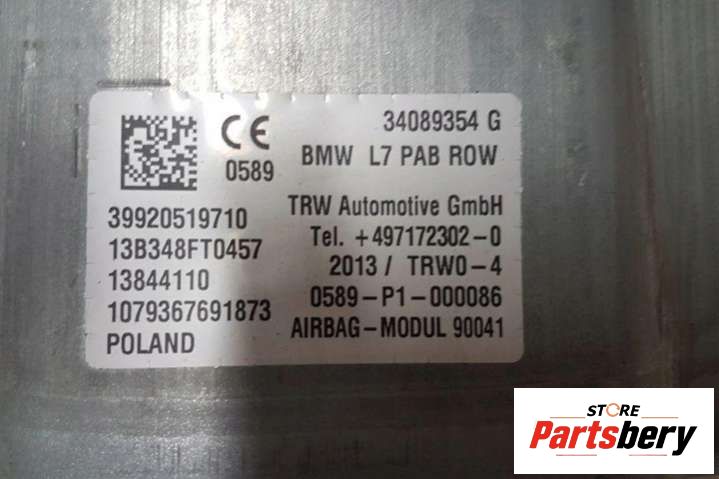 34089354 G
CE
0589
BMW L7 PAB ROW
39920519710
13B348FT0457
13844110
1079367691873
POLAND
TRW Automotive GmbH
Tel. +497172302-0
2013 / TRW0-4
0589-P1-000086
AIRBAG-MODUL 90041
STORE
Partsbery